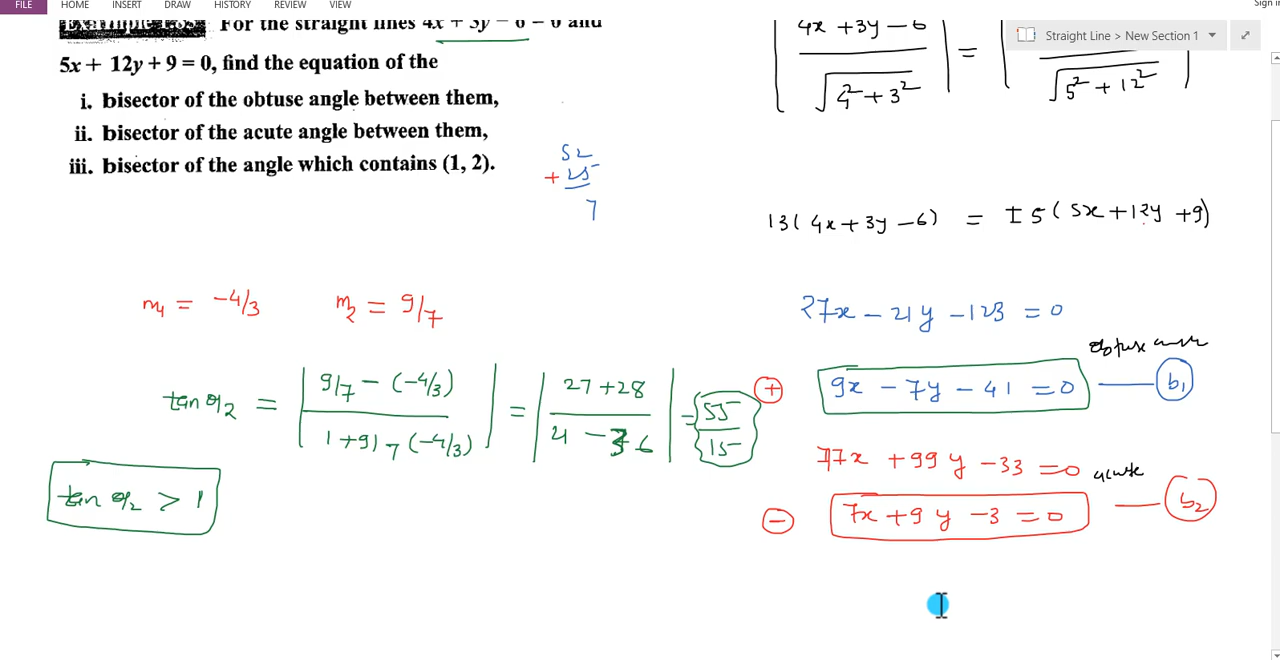 FILE HOME INSERT DRAW HISTORY REVIEW VIEW
Sign in
For the straight lines 4x + 3y − 6 = 0 and
5x + 12y + 9 = 0, find the equation of the
i. bisector of the obtuse angle between them,
ii. bisector of the acute angle between them,
iii. bisector of the angle which contains (1, 2).
52
+ 25
7
Straight Line > New Section 1
| 4x + 3y − 6 / √4² + 3² | = | √5² + 12² |
13(4x + 3y − 6) = ± 5(5x + 12y + 9)
m₁ = −4/3 m₂ = 9/7
tan θ/2 = | 9/7 − (−4/3) / 1 + 9/7 (−4/3) | = | 27 + 28 / 21 − 36 | = 55/15
tan θ/2 > 1
27x − 21y − 123 = 0
obtuse angle
+ 9x − 7y − 41 = 0 — b₁
77x + 99y − 33 = 0
acute
− 7x + 9y − 3 = 0 — b₂